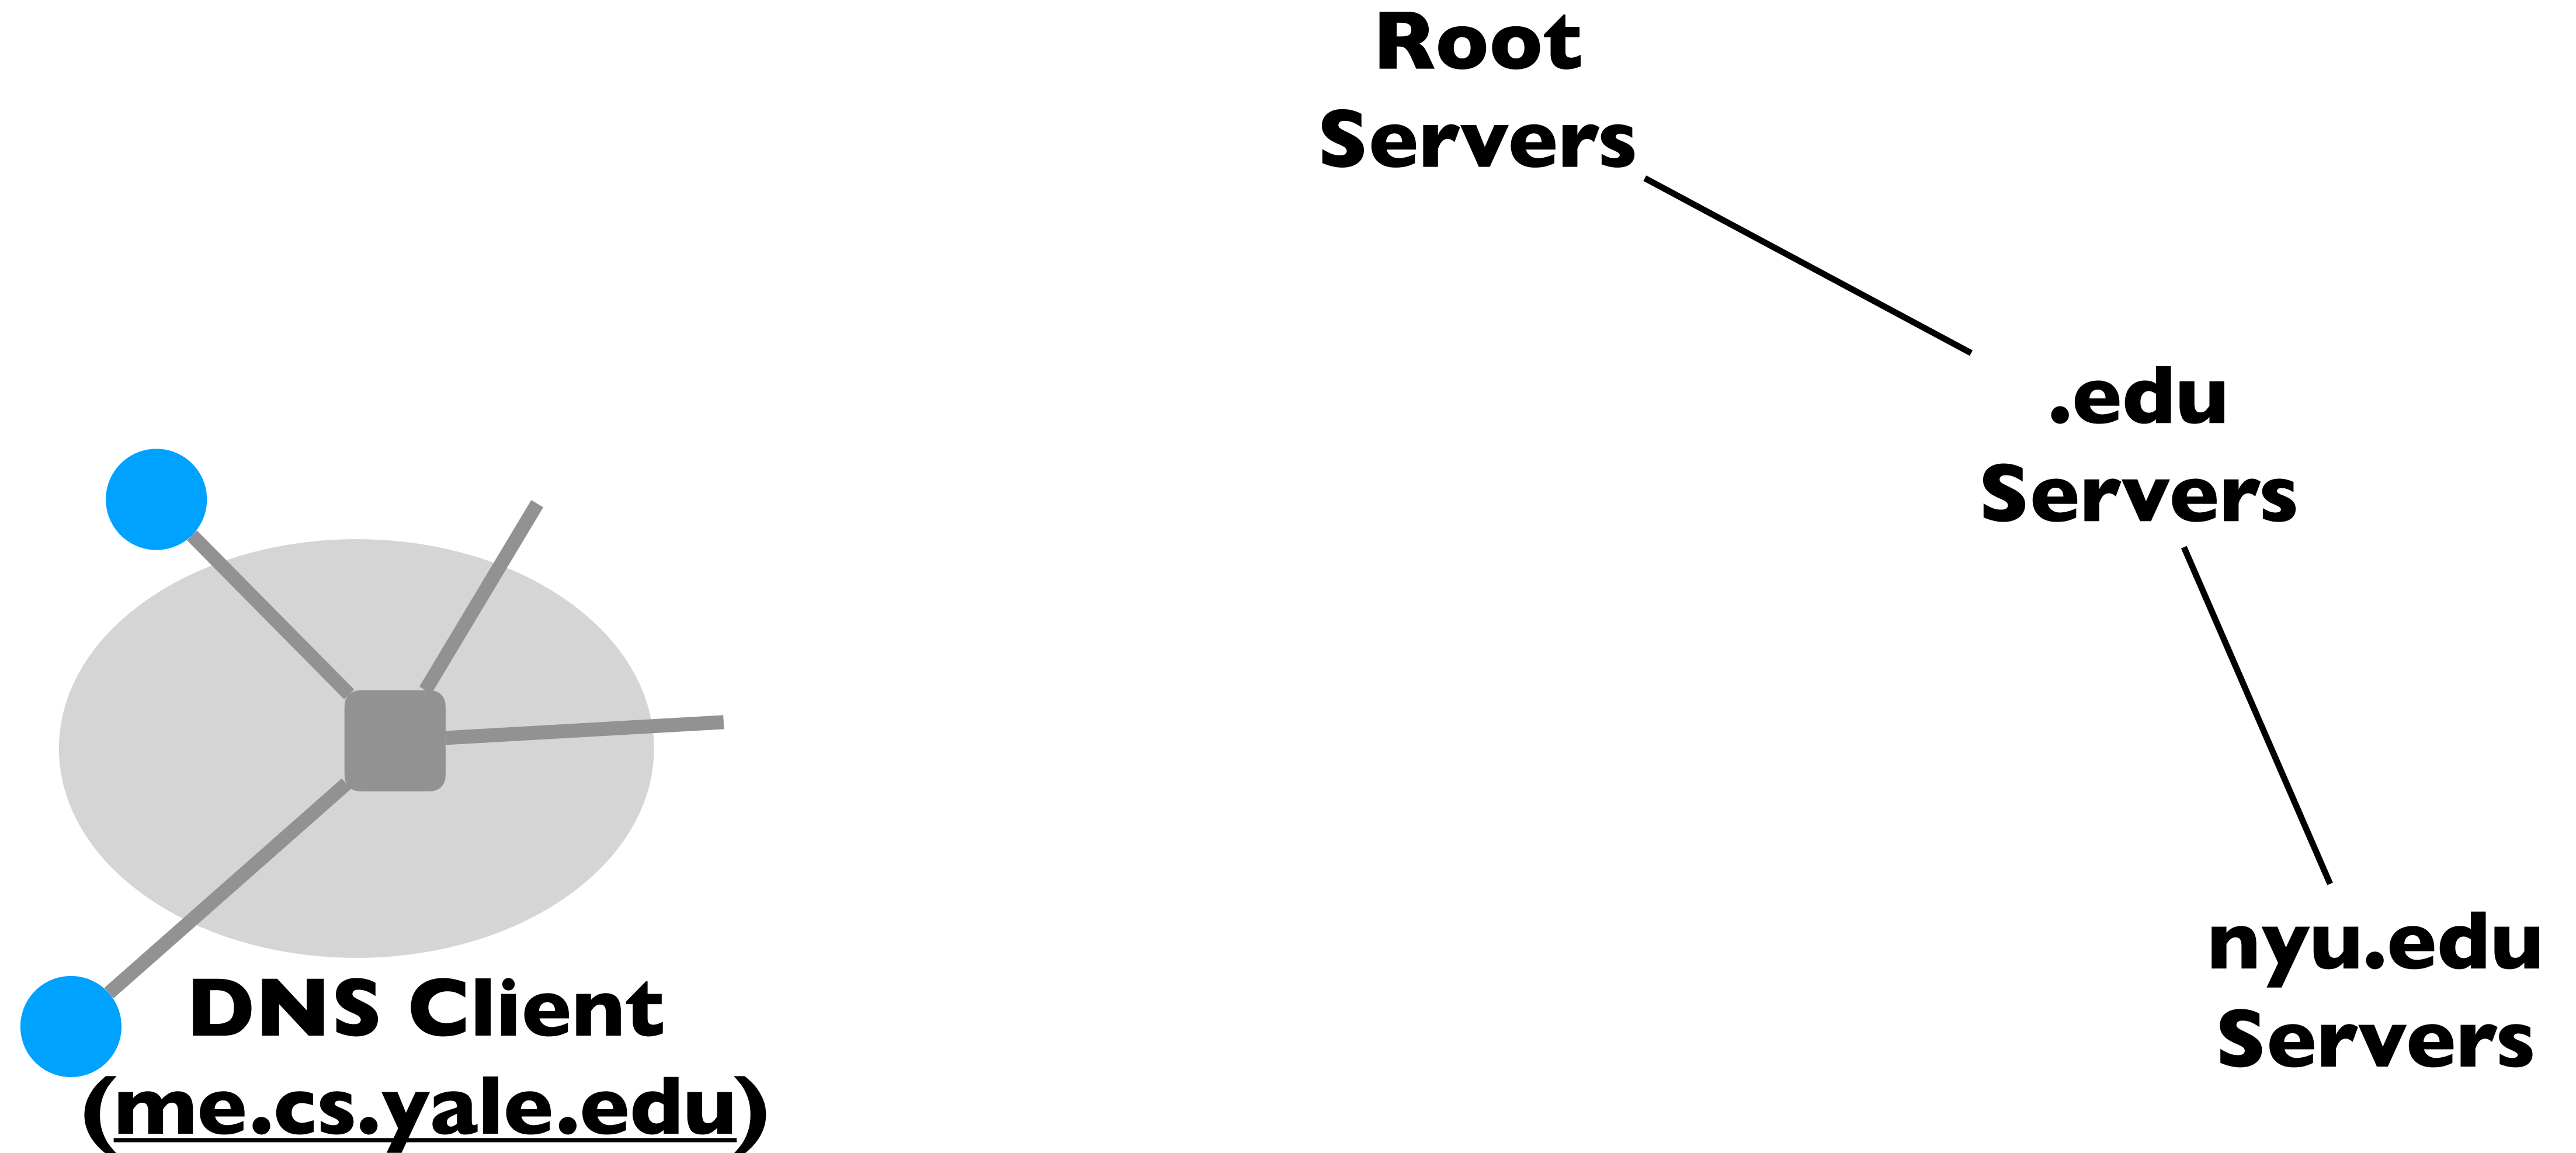 Root
Servers
.edu
Servers
nyu.edu
Servers
DNS Client
(me.cs.yale.edu)